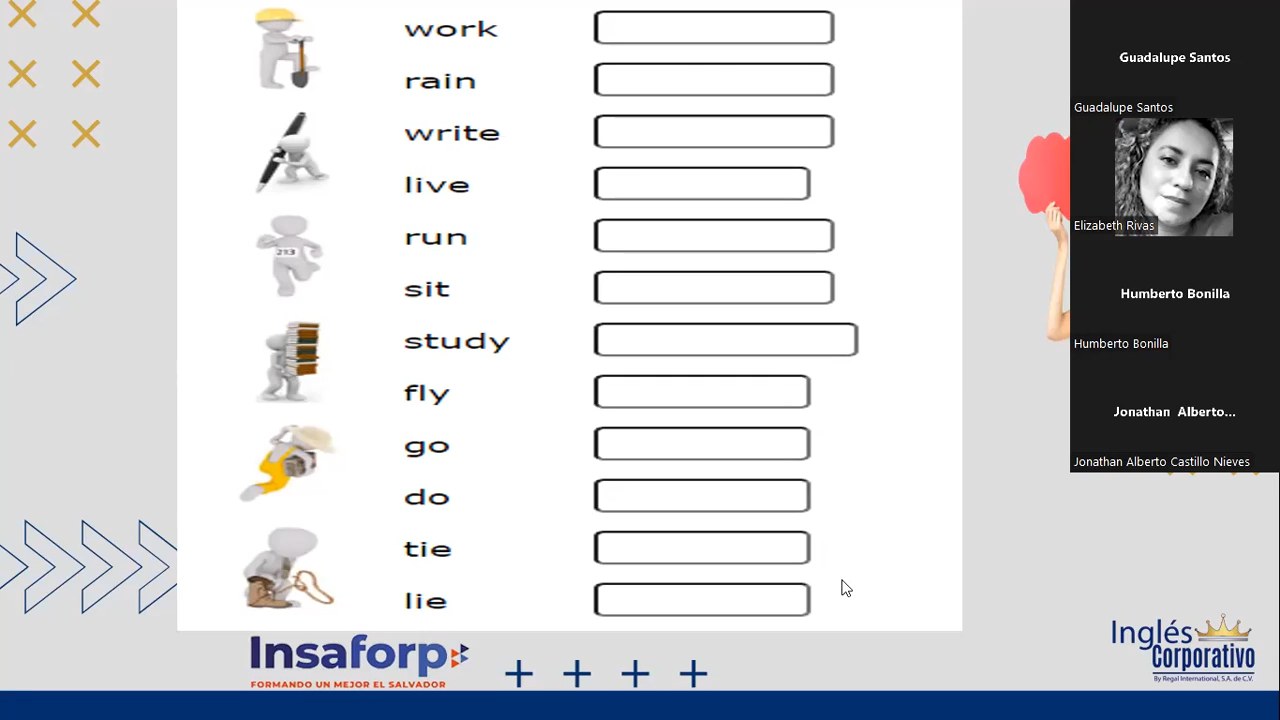 work
rain
write
live
run
213
sit
study
fly
go
do
tie
lie
Insaforp
FORMANDO UN MEJOR EL SALVADOR
Guadalupe Santos
Guadalupe Santos
Elizabeth Rivas
Humberto Bonilla
Humberto Bonilla
Jonathan Alberto...
Jonathan Alberto Castillo Nieves
Inglés
Corporativo
By Regal International, S.A. de C.V.